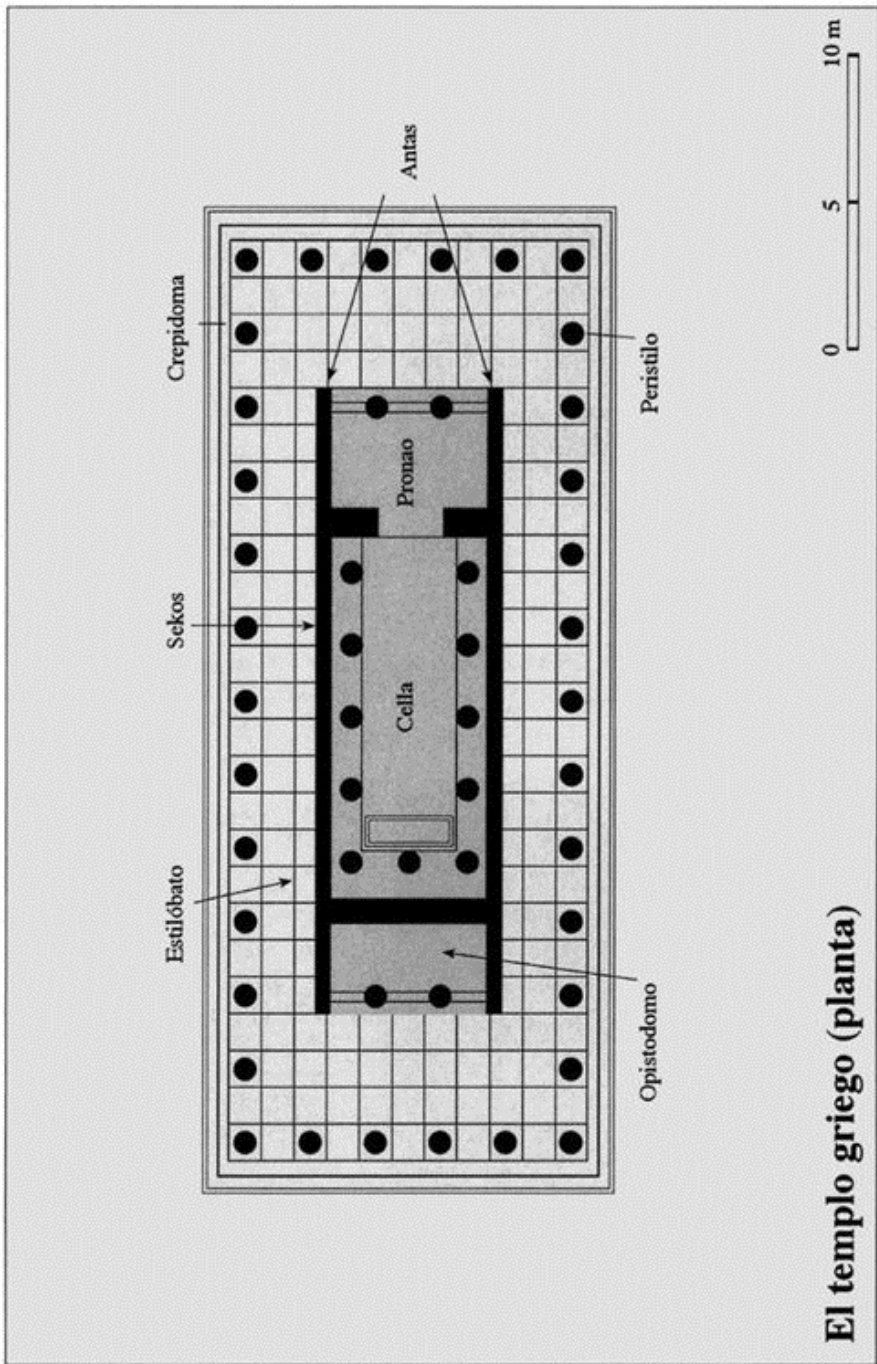 Estilóbato
Sekos
Crepidoma
Cella
Pronao
Antas
Opistodomo
Peristilo
El templo griego (planta)
0 5 10 m